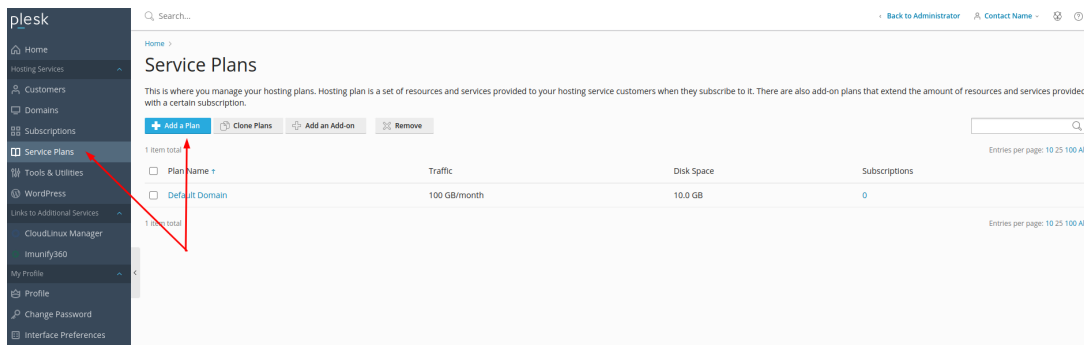 plesk
Search...
Back to Administrator
Contact Name
Home
Hosting Services
Customers
Domains
Subscriptions
Service Plans
Tools & Utilities
WordPress
Links to Additional Services
CloudLinux Manager
Imunify360
My Profile
Profile
Change Password
Interface Preferences
Home
Service Plans
This is where you manage your hosting plans. Hosting plan is a set of resources and services provided to your hosting service customers when they subscribe to it. There are also add-on plans that extend the amount of resources and services provided
with a certain subscription.
Add a Plan Clone Plans Add an Add-on Remove
1 item total Entries per page: 10 25 100 Al
Plan Name ↑ Traffic Disk Space Subscriptions
Default Domain 100 GB/month 10.0 GB 0
1 item total Entries per page: 10 25 100 Al